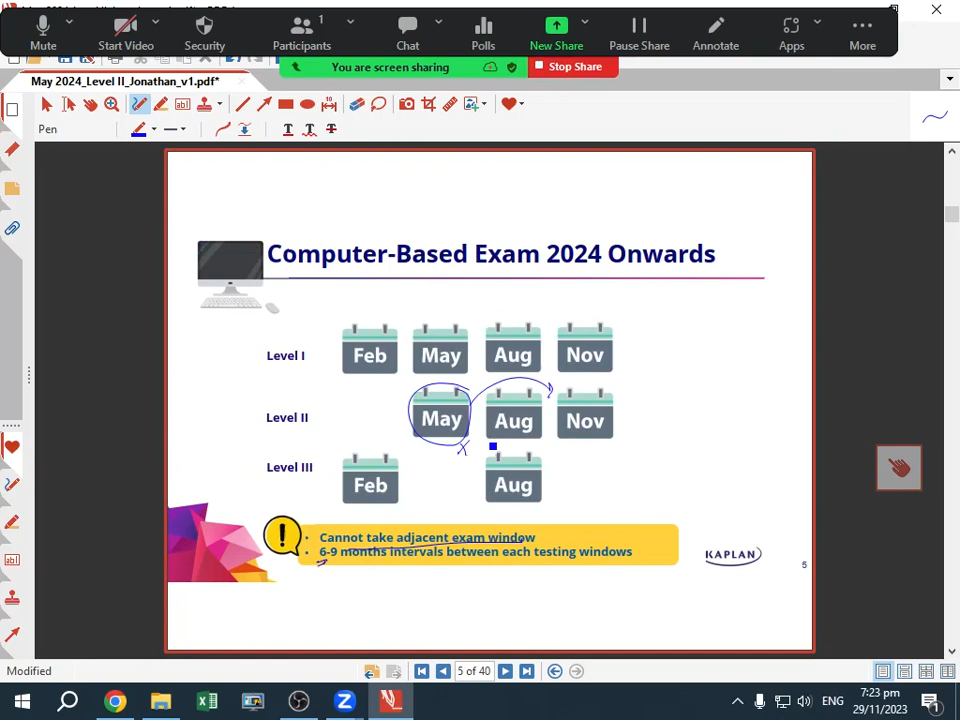 Mute
Start Video
Security
Participants
1
Chat
Polls
New Share
Pause Share
Annotate
Apps
More
You are screen sharing
Stop Share
May 2024_Level II_Jonathan_v1.pdf*
Pen
Computer-Based Exam 2024 Onwards
Level I
Feb
May
Aug
Nov
Level II
May
Aug
Nov
X
Level III
Feb
Aug
!
• Cannot take adjacent exam window
• 6-9 months intervals between each testing windows
KAPLAN
5
Modified
5 of 40
ENG
7:23 pm
29/11/2023
1